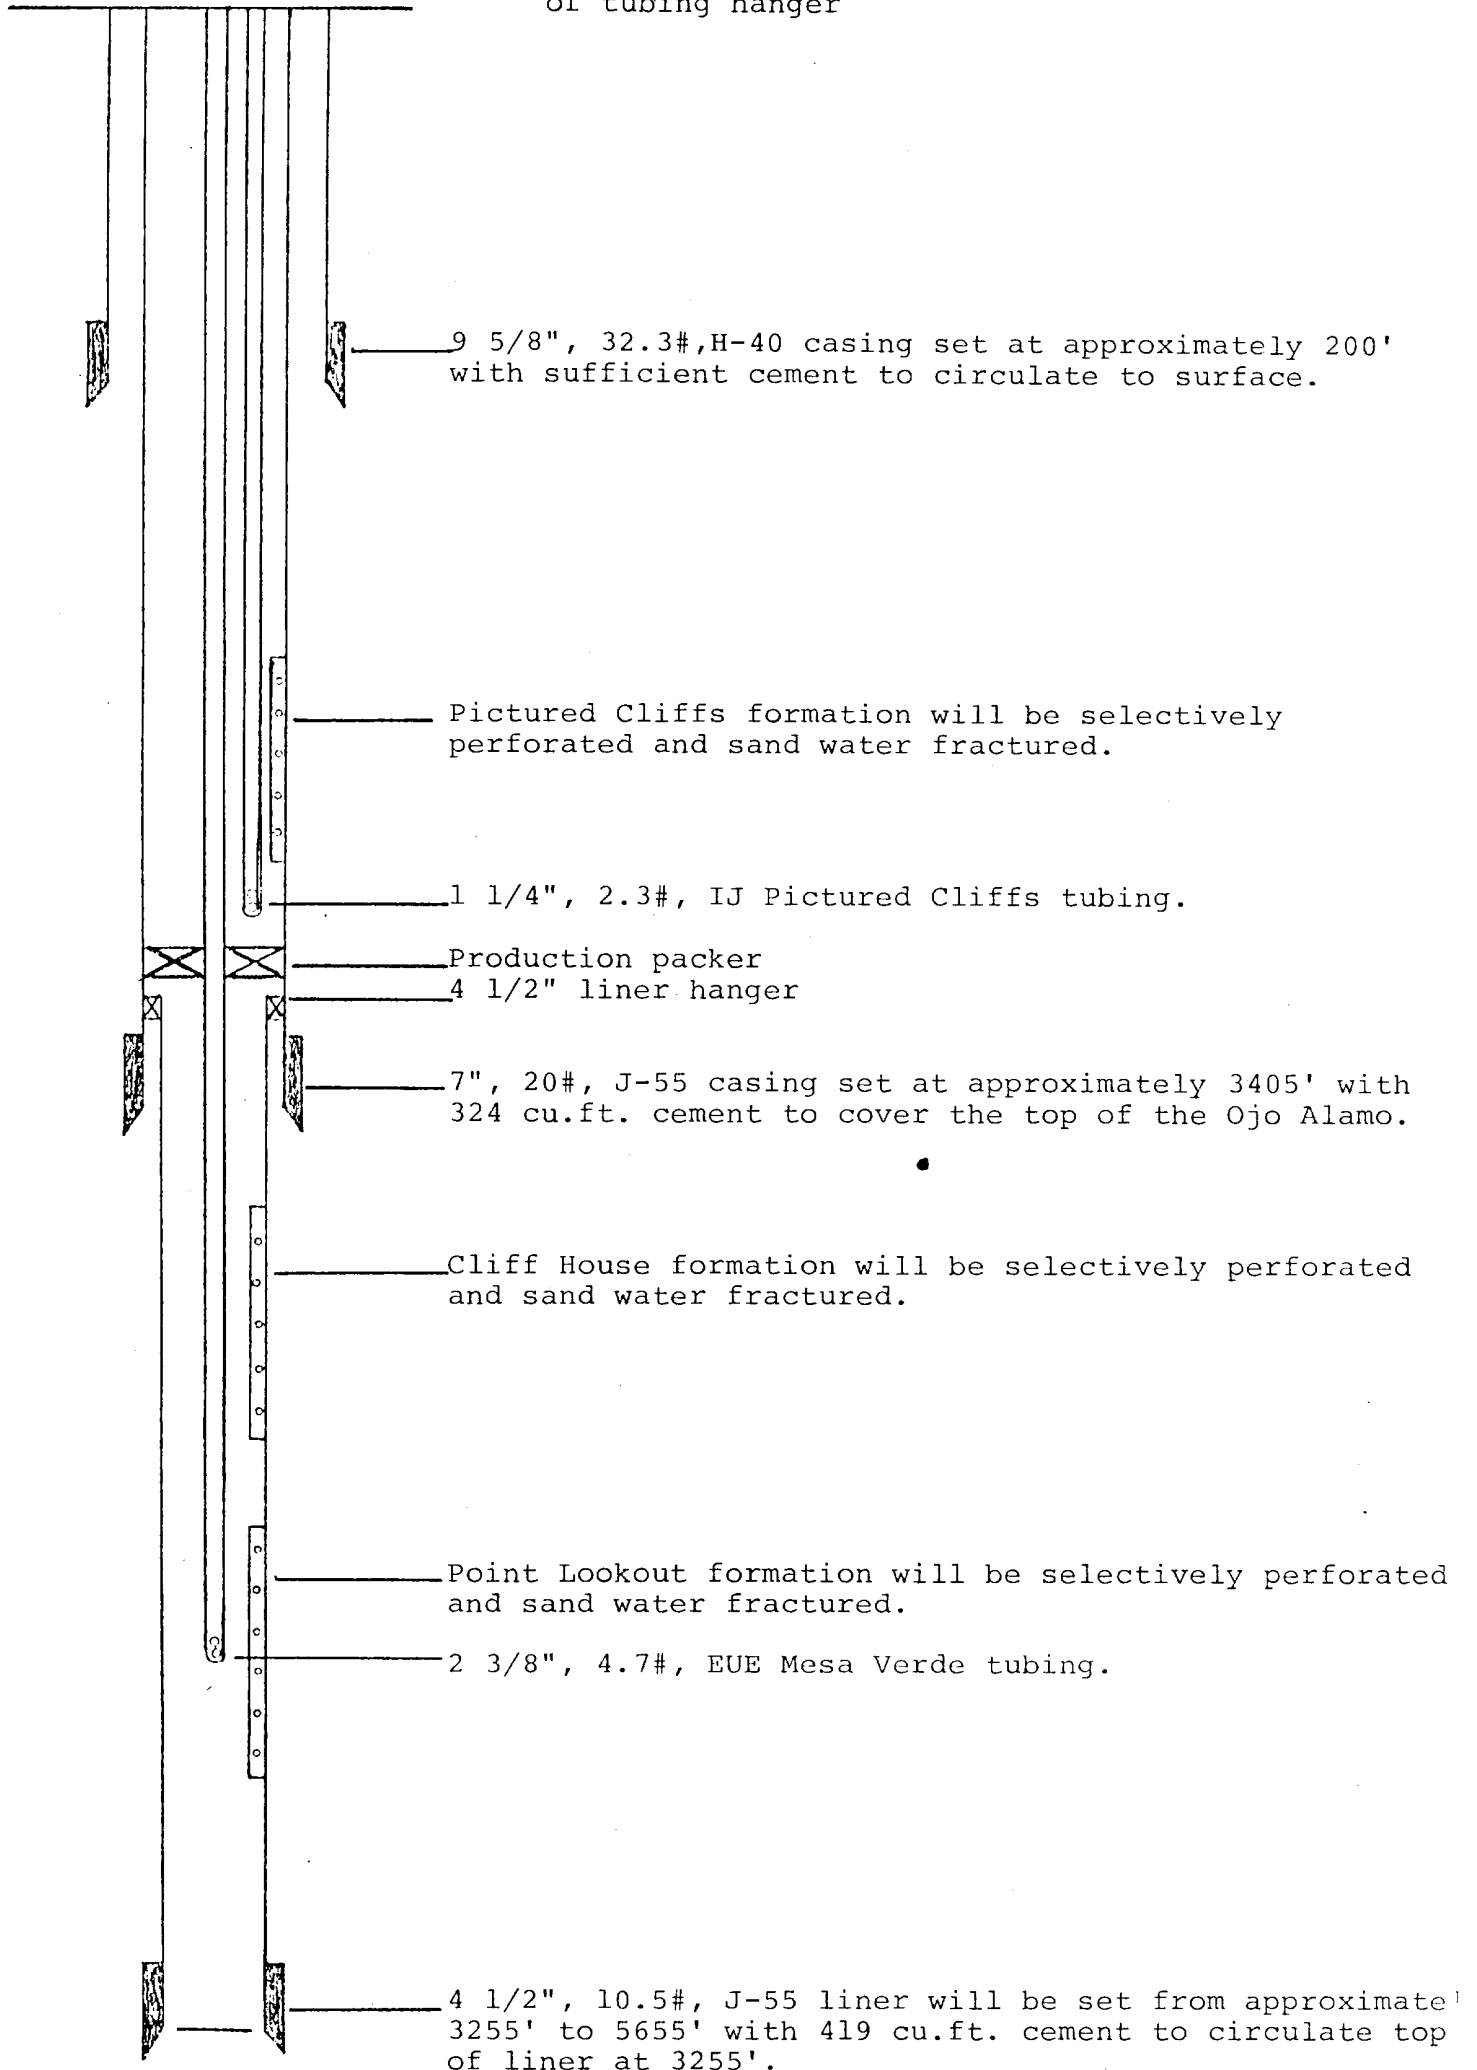 of tubing hanger
9 5/8", 32.3#,H-40 casing set at approximately 200'
with sufficient cement to circulate to surface.
Pictured Cliffs formation will be selectively
perforated and sand water fractured.
1 1/4", 2.3#, IJ Pictured Cliffs tubing.
Production packer
4 1/2" liner hanger
7", 20#, J-55 casing set at approximately 3405' with
324 cu.ft. cement to cover the top of the Ojo Alamo.
Cliff House formation will be selectively perforated
and sand water fractured.
Point Lookout formation will be selectively perforated
and sand water fractured.
2 3/8", 4.7#, EUE Mesa Verde tubing.
4 1/2", 10.5#, J-55 liner will be set from approximate
3255' to 5655' with 419 cu.ft. cement to circulate top
of liner at 3255'.